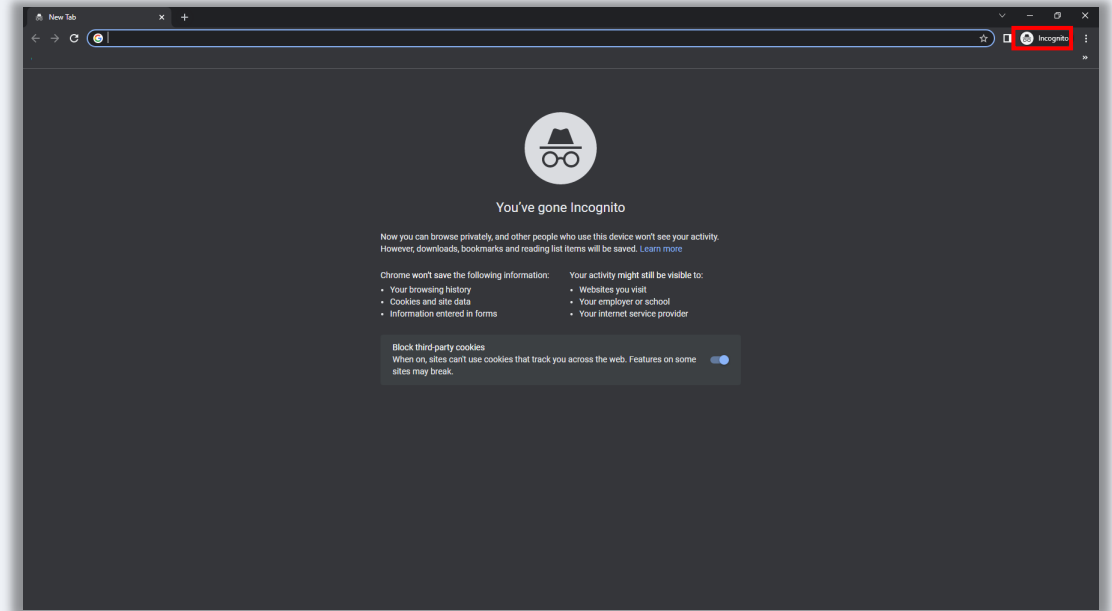 New Tab
Incognito
You've gone Incognito
Now you can browse privately, and other people who use this device won't see your activity.
However, downloads, bookmarks and reading list items will be saved. Learn more
Chrome won't save the following information:
• Your browsing history
• Cookies and site data
• Information entered in forms
Your activity might still be visible to:
• Websites you visit
• Your employer or school
• Your internet service provider
Block third-party cookies
When on, sites can't use cookies that track you across the web. Features on some
sites may break.